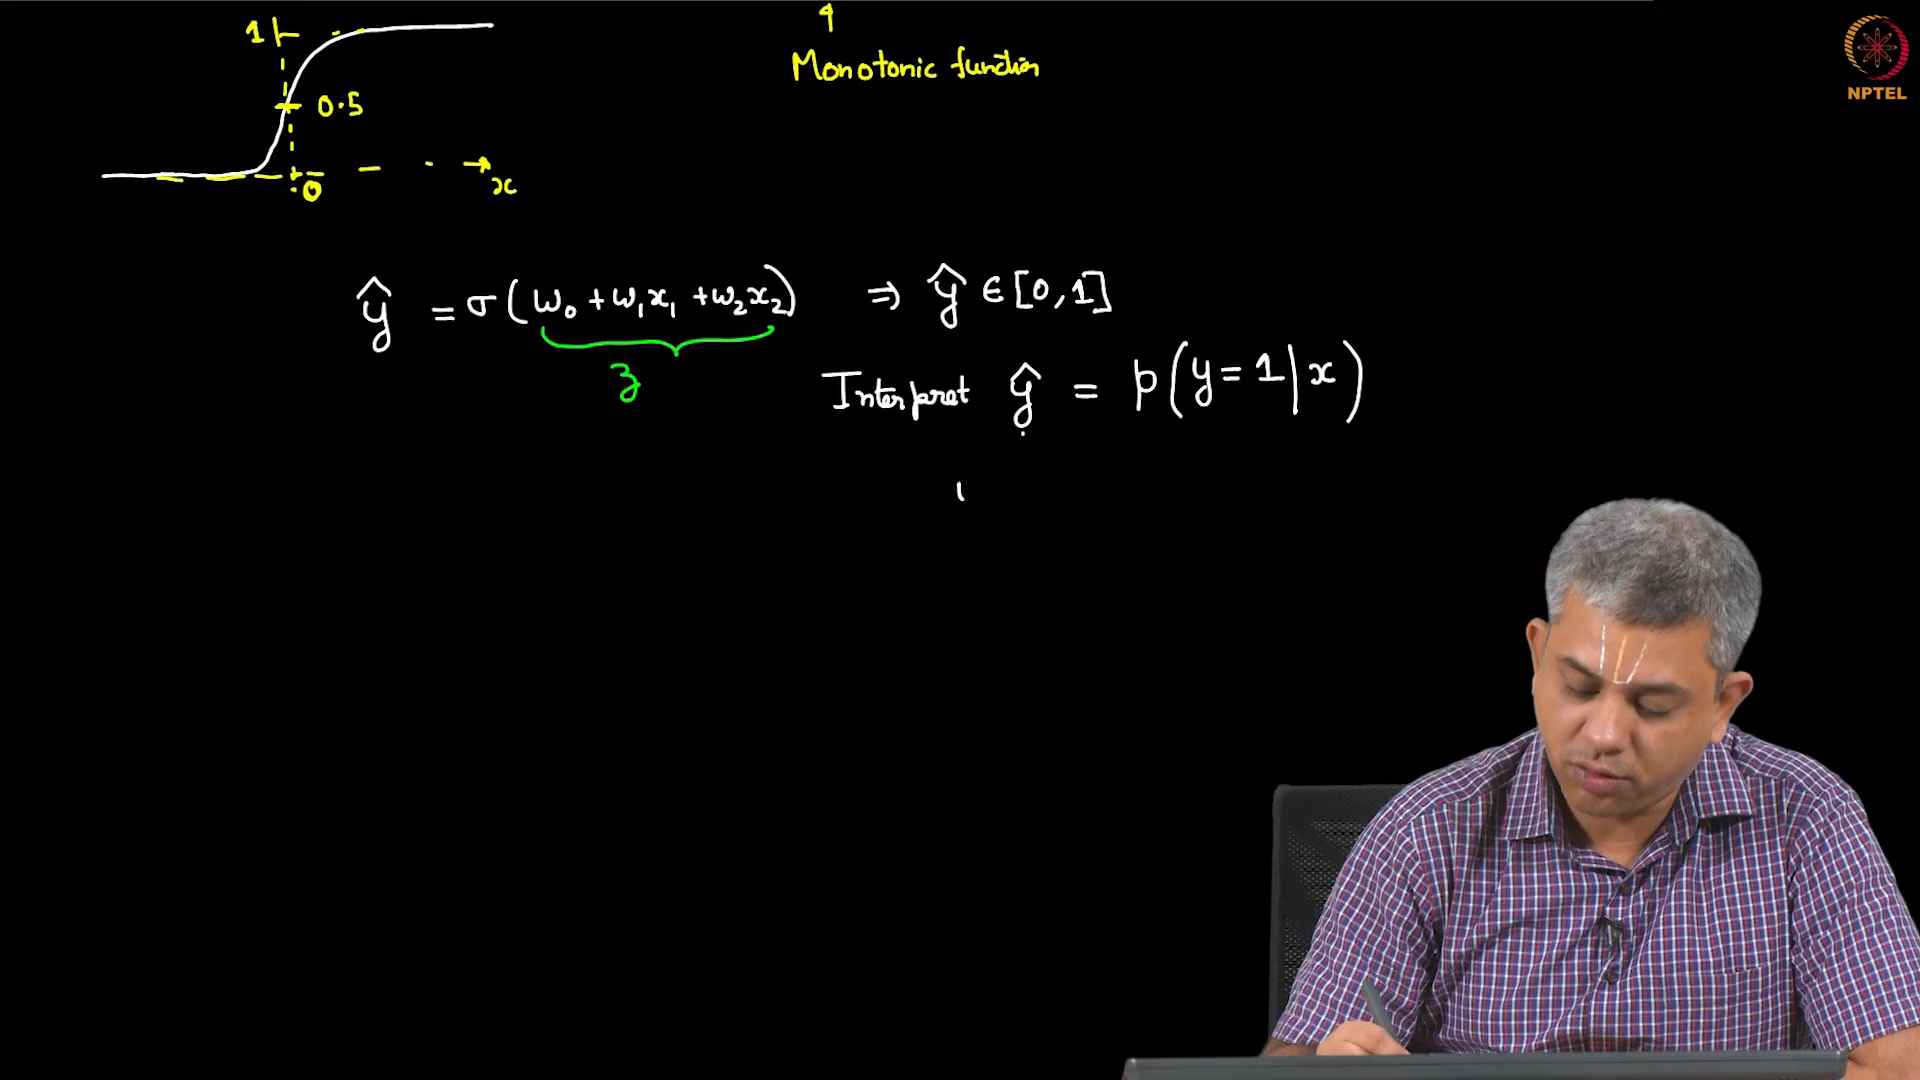 1
Monotonic function
0.5
0
x
NPTEL
ŷ = σ(w₀ + w₁x₁ + w₂x₂) ⇒ ŷ ∈ [0,1]
z
Interpret ŷ = p(y=1|x)